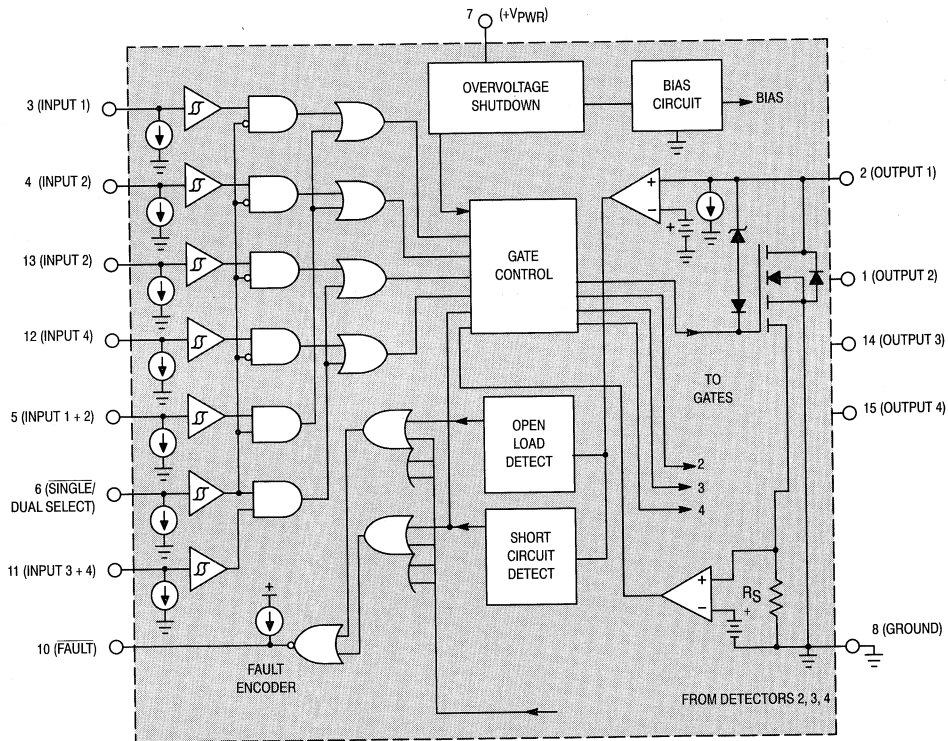 7 (+VPWR)
OVERVOLTAGE
SHUTDOWN
BIAS
CIRCUIT
BIAS
3 (INPUT 1)
4 (INPUT 2)
13 (INPUT 2)
12 (INPUT 4)
5 (INPUT 1 + 2)
6 (SINGLE/
DUAL SELECT)
11 (INPUT 3 + 4)
10 (FAULT)
GATE
CONTROL
+
−
+
2 (OUTPUT 1)
1 (OUTPUT 2)
14 (OUTPUT 3)
15 (OUTPUT 4)
TO
GATES
2
3
4
OPEN
LOAD
DETECT
SHORT
CIRCUIT
DETECT
+
−
RS
+
8 (GROUND)
+
FAULT
ENCODER
FROM DETECTORS 2, 3, 4